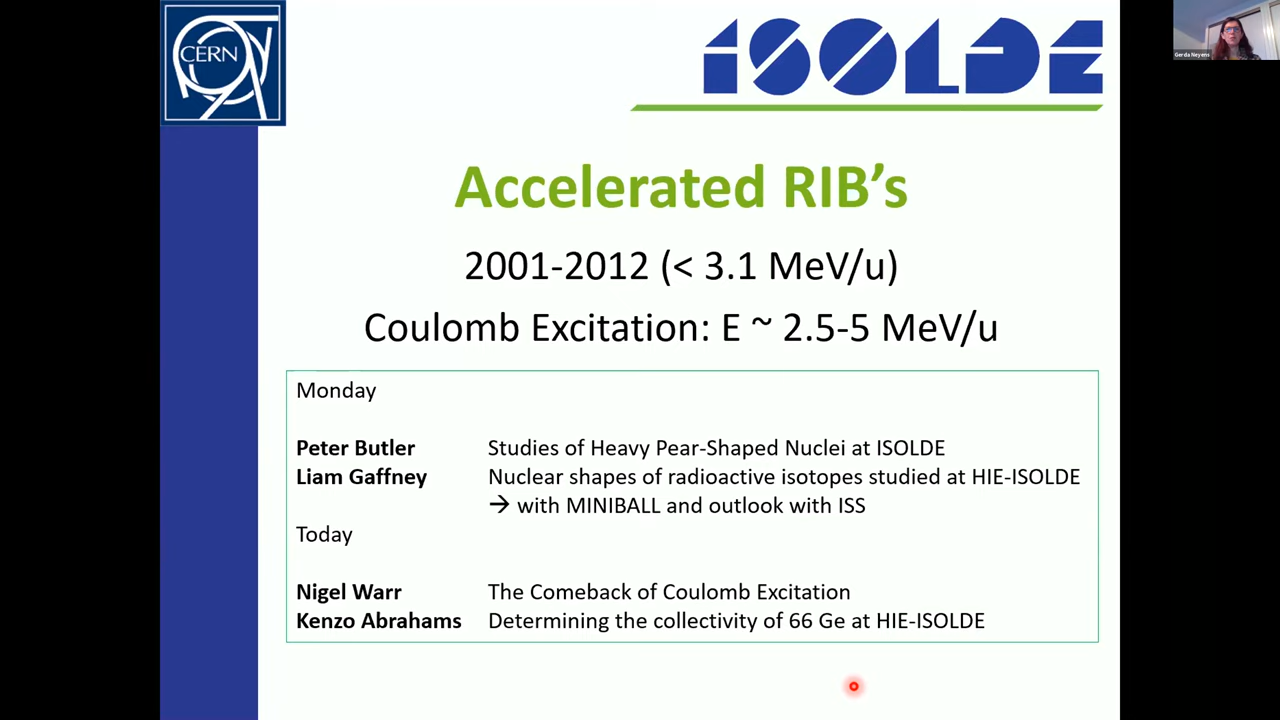 CERN
ISOLDE
Gerda Neyens
Accelerated RIB’s
2001-2012 (< 3.1 MeV/u)
Coulomb Excitation: E ~ 2.5-5 MeV/u
Monday
Peter Butler Studies of Heavy Pear-Shaped Nuclei at ISOLDE
Liam Gaffney Nuclear shapes of radioactive isotopes studied at HIE-ISOLDE
→ with MINIBALL and outlook with ISS
Today
Nigel Warr The Comeback of Coulomb Excitation
Kenzo Abrahams Determining the collectivity of 66 Ge at HIE-ISOLDE